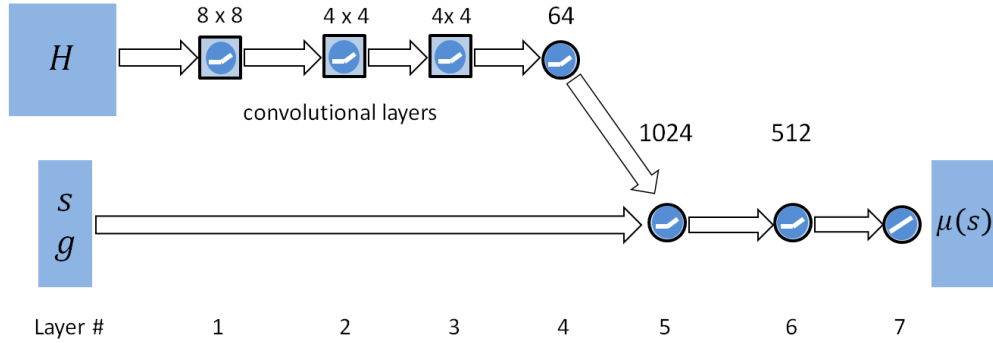 8 x 8 4 x 4 4x 4 64
H
convolutional layers
1024 512
s
g
μ(s)
Layer # 1 2 3 4 5 6 7